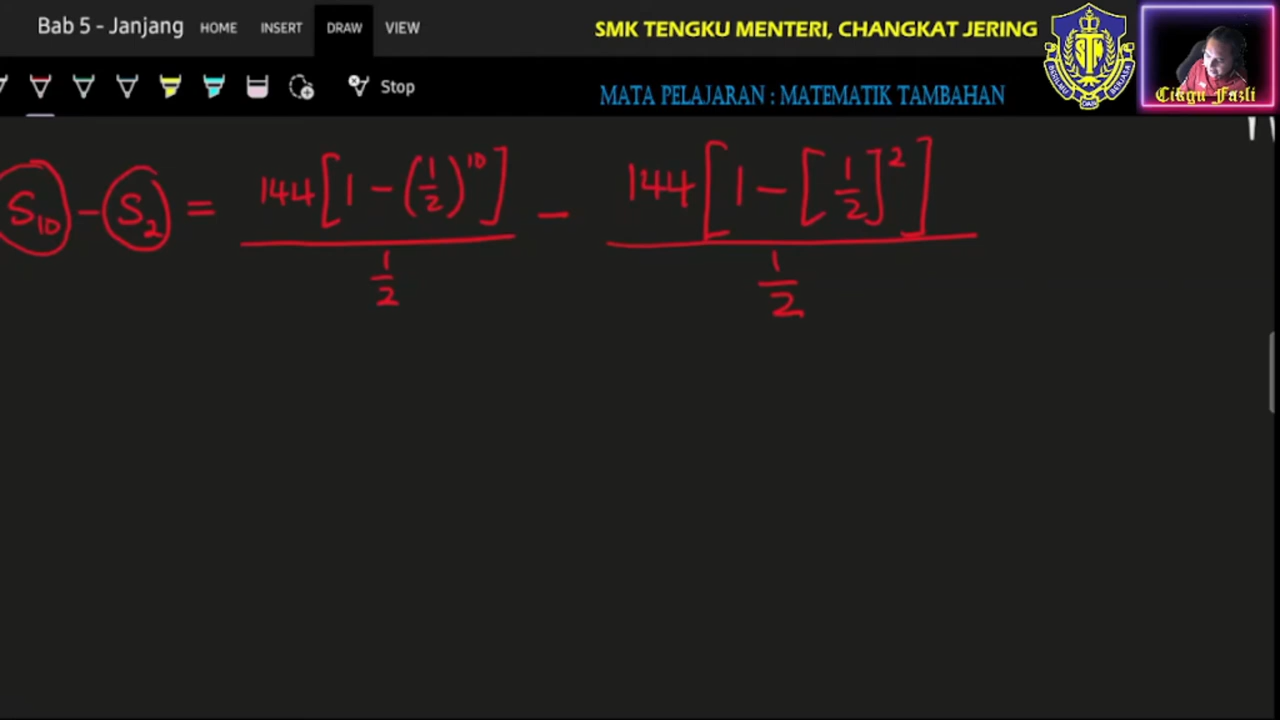 Bab 5 - Janjang HOME INSERT DRAW VIEW
SMK TENGKU MENTERI, CHANGKAT JERING
Stop
MATA PELAJARAN : MATEMATIK TAMBAHAN
Cikgu Fazli
S₁₀ - S₂ = 144[1 - (1/2)¹⁰] / (1/2) - 144[1 - [1/2]²] / (1/2)